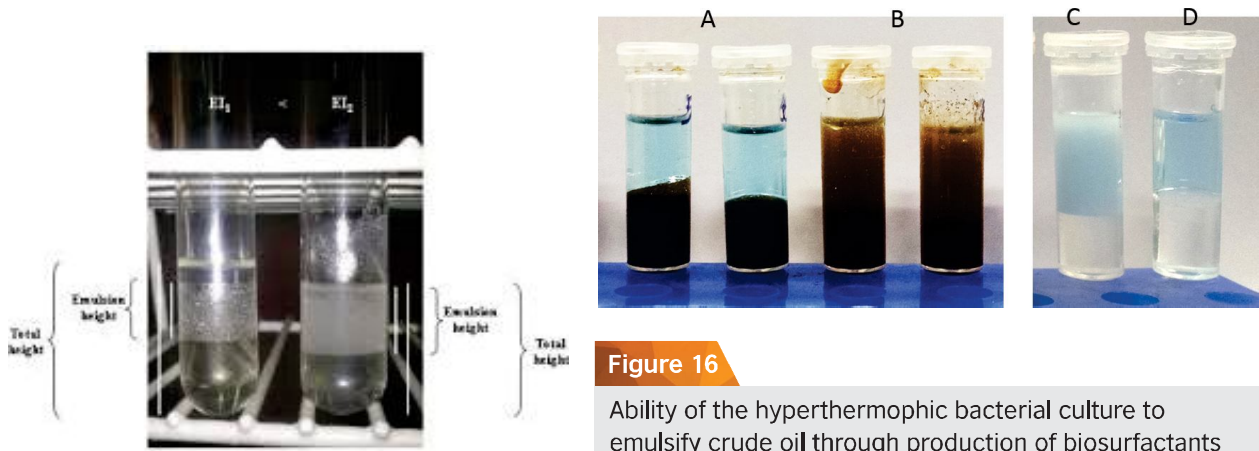 EI₁ < EI₂
Emulsion
height
Total
height
Emulsion
height
Total
height
A B C D
Figure 16
Ability of the hyperthermophic bacterial culture to
emulsify crude oil through production of biosurfactants